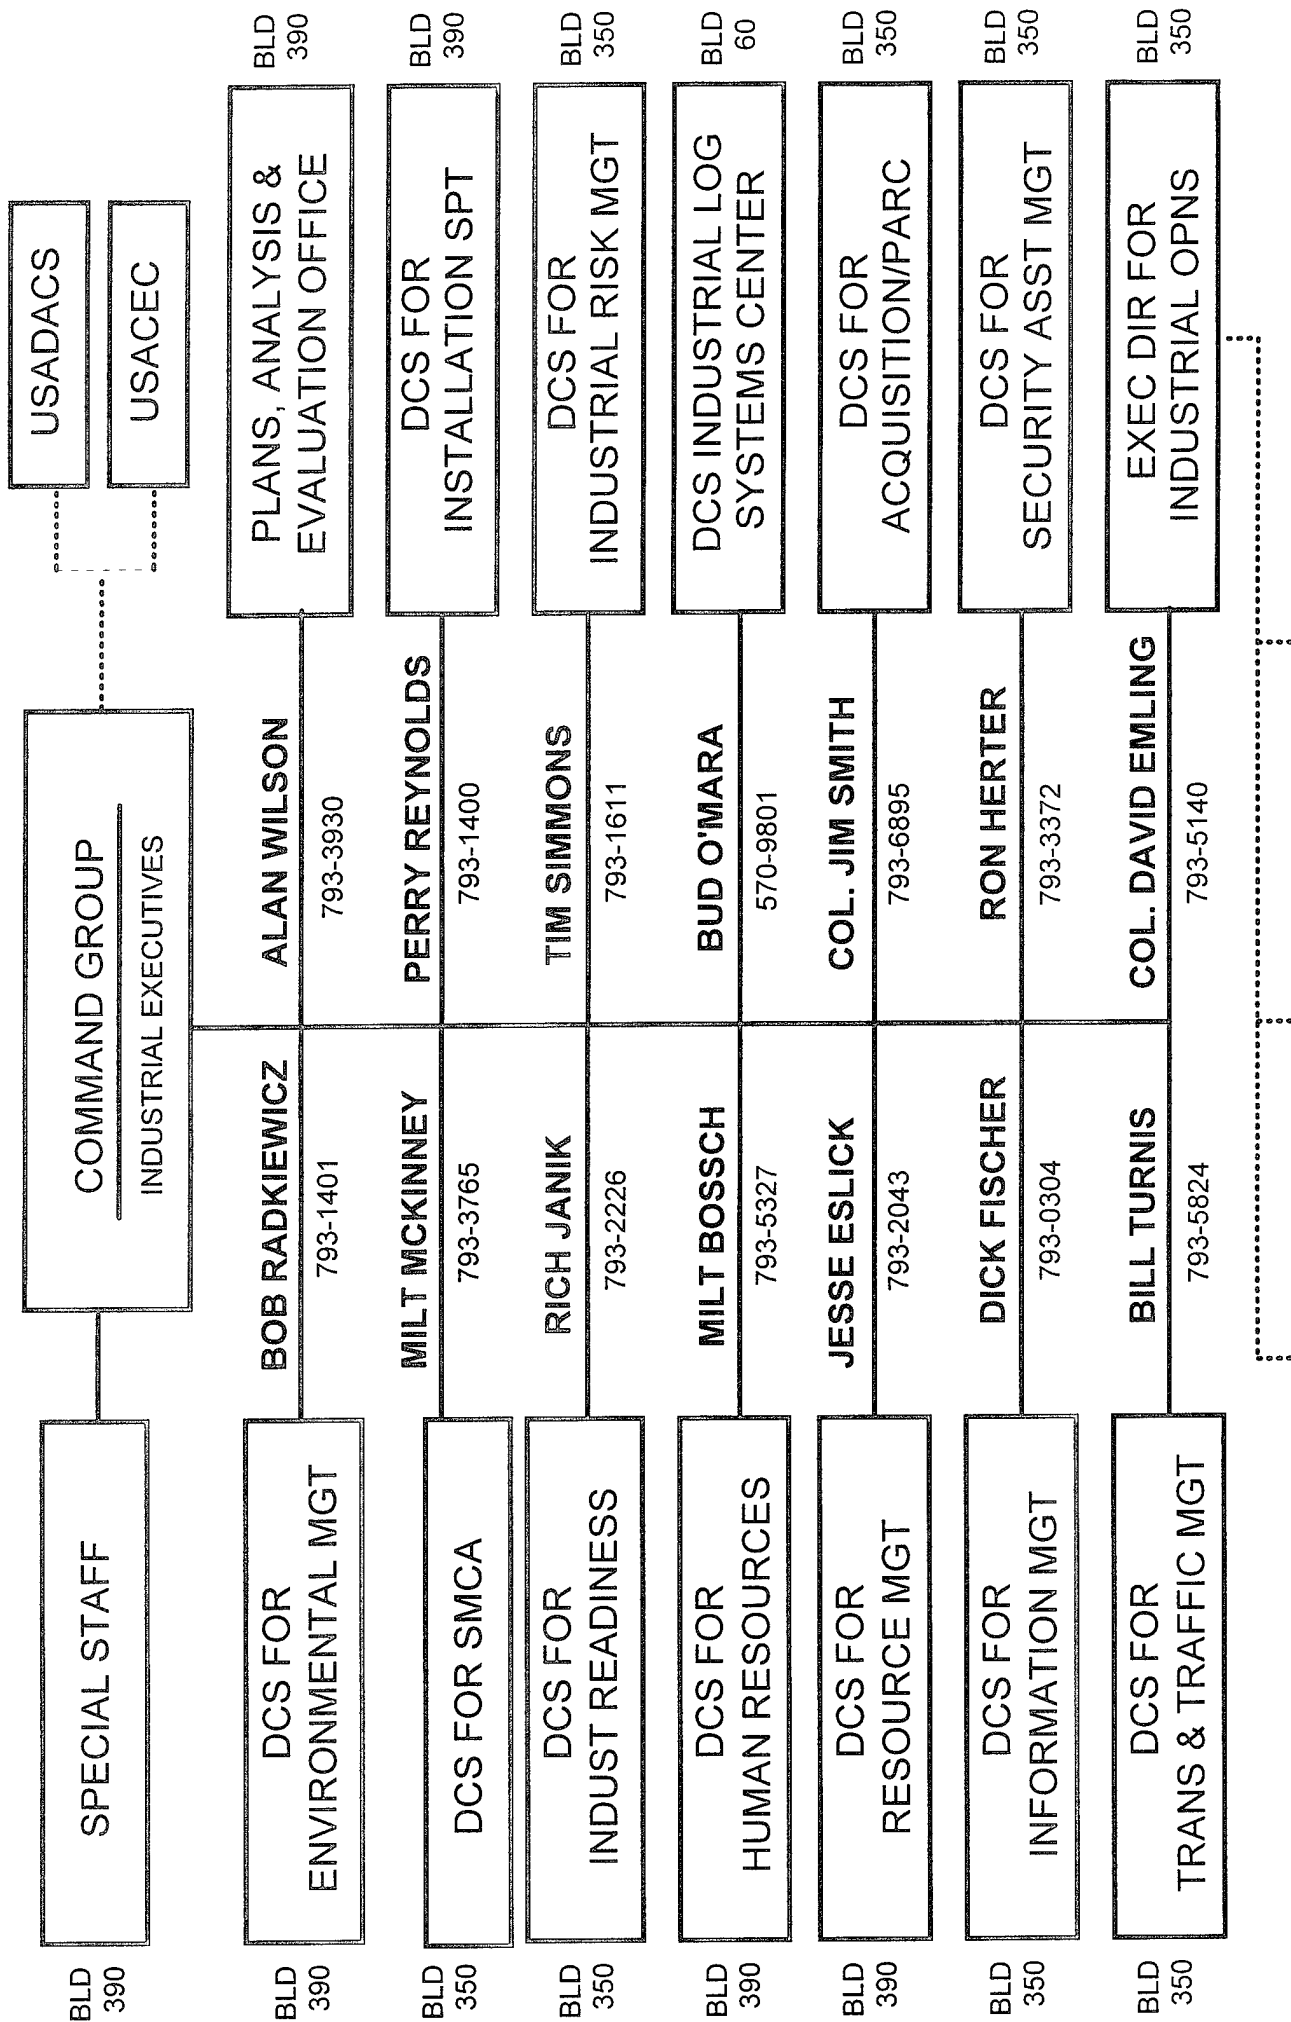 BLD
390
SPECIAL STAFF
COMMAND GROUP
INDUSTRIAL EXECUTIVES
USADACS
USACEC
BLD
390
DCS FOR
ENVIRONMENTAL MGT
BOB RADKIEWICZ
793-1401
ALAN WILSON
793-3930
PLANS, ANALYSIS &
EVALUATION OFFICE
BLD
390
BLD
350
DCS FOR SMCA
MILT MCKINNEY
793-3765
PERRY REYNOLDS
793-1400
DCS FOR
INSTALLATION SPT
BLD
390
BLD
350
DCS FOR
INDUST READINESS
RICH JANIK
793-2226
TIM SIMMONS
793-1611
DCS FOR
INDUSTRIAL RISK MGT
BLD
350
BLD
390
DCS FOR
HUMAN RESOURCES
MILT BOSSCH
793-5327
BUD O'MARA
570-9801
DCS INDUSTRIAL LOG
SYSTEMS CENTER
BLD
60
BLD
390
DCS FOR
RESOURCE MGT
JESSE ESLICK
793-2043
COL. JIM SMITH
793-6895
DCS FOR
ACQUISITION/PARC
BLD
350
BLD
350
DCS FOR
INFORMATION MGT
DICK FISCHER
793-0304
RON HERTER
793-3372
DCS FOR
SECURITY ASST MGT
BLD
350
BLD
350
DCS FOR
TRANS & TRAFFIC MGT
BILL TURNIS
793-5824
COL. DAVID EMLING
793-5140
EXEC DIR FOR
INDUSTRIAL OPNS
BLD
350